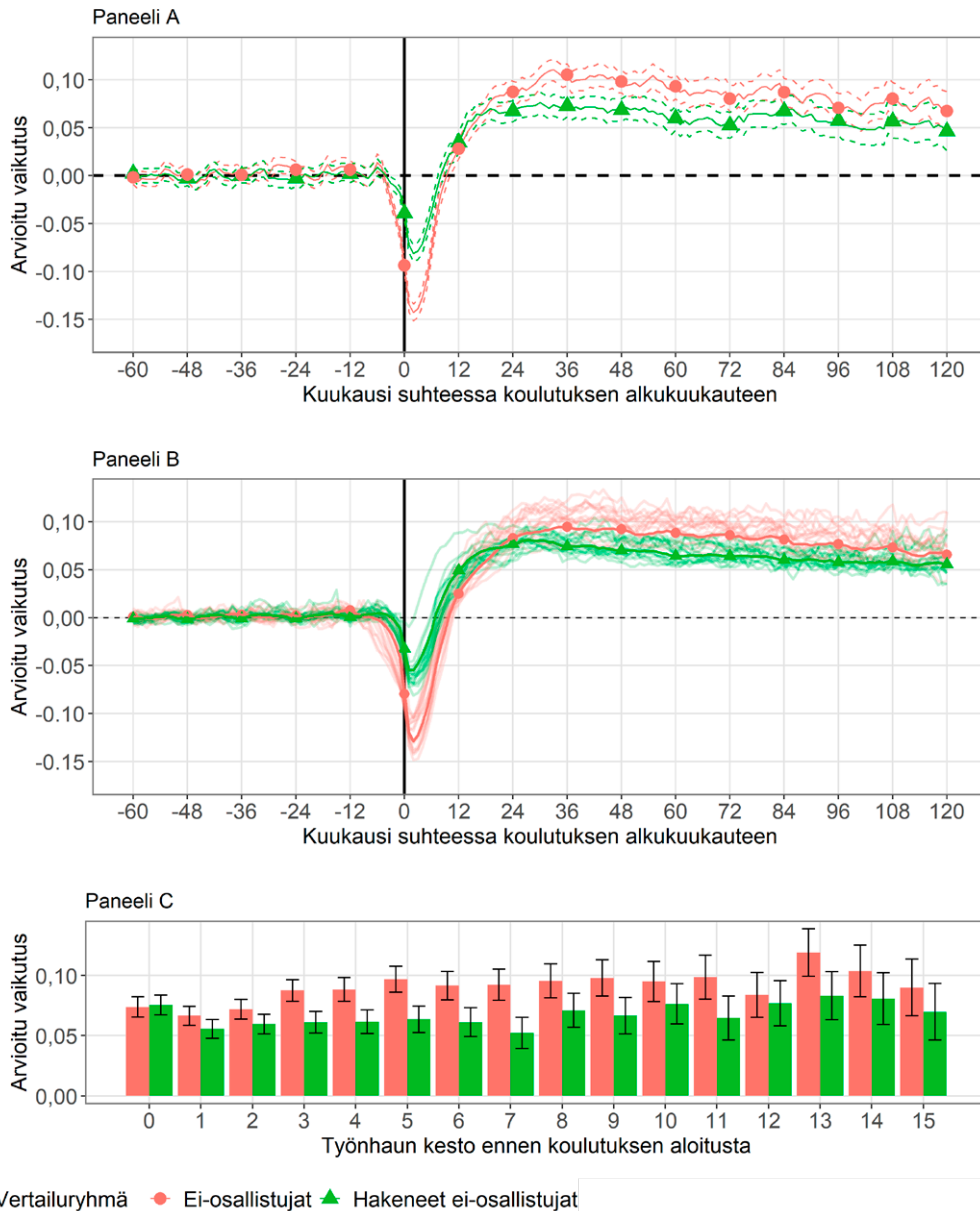 Paneeli A
Arvioitu vaikutus
0,10
0,05
0,00
-0.05
-0.10
-0.15
-60 -48 -36 -24 -12 0 12 24 36 48 60 72 84 96 108 120
Kuukausi suhteessa koulutuksen alkukuukauteen
Paneeli B
Arvioitu vaikutus
0,10
0,05
0,00
-0.05
-0.10
-0.15
-60 -48 -36 -24 -12 0 12 24 36 48 60 72 84 96 108 120
Kuukausi suhteessa koulutuksen alkukuukauteen
Paneeli C
Arvioitu vaikutus
0,10
0,05
0,00
0 1 2 3 4 5 6 7 8 9 10 11 12 13 14 15
Työnhaun kesto ennen koulutuksen aloitusta
Vertailuryhmä Ei-osallistujat Hakeneet ei-osallistujat